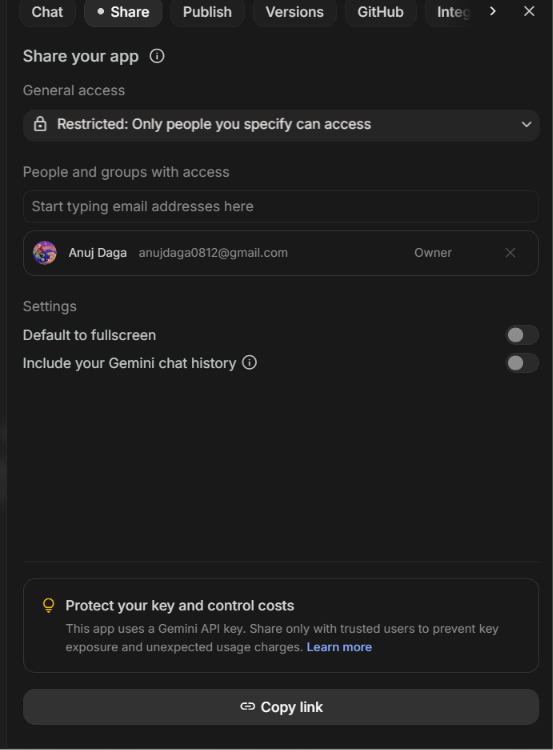 Chat
Share
Publish
Versions
GitHub
Share your app
General access
Restricted: Only people you specify can access
People and groups with access
Start typing email addresses here
Anuj Daga anujdaga0812@gmail.com Owner
Settings
Default to fullscreen
Include your Gemini chat history
Protect your key and control costs
This app uses a Gemini API key. Share only with trusted users to prevent key
exposure and unexpected usage charges. Learn more
Copy link